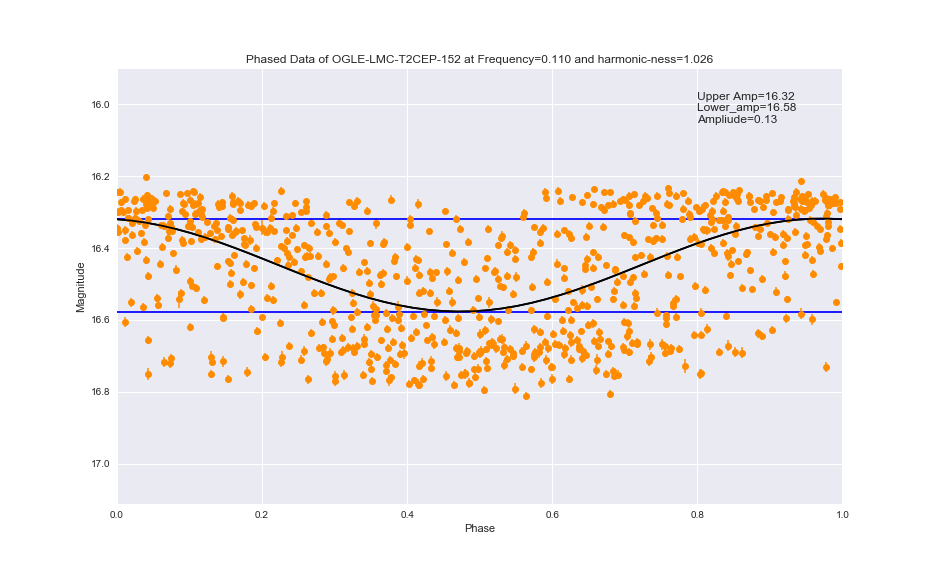 Phased Data of OGLE-LMC-T2CEP-152 at Frequency=0.110 and harmonic-ness=1.026
Upper Amp=16.32
Lower_amp=16.58
Ampliude=0.13
16.0
16.2
16.4
16.6
16.8
17.0
Magnitude
0.0 0.2 0.4 0.6 0.8 1.0
Phase